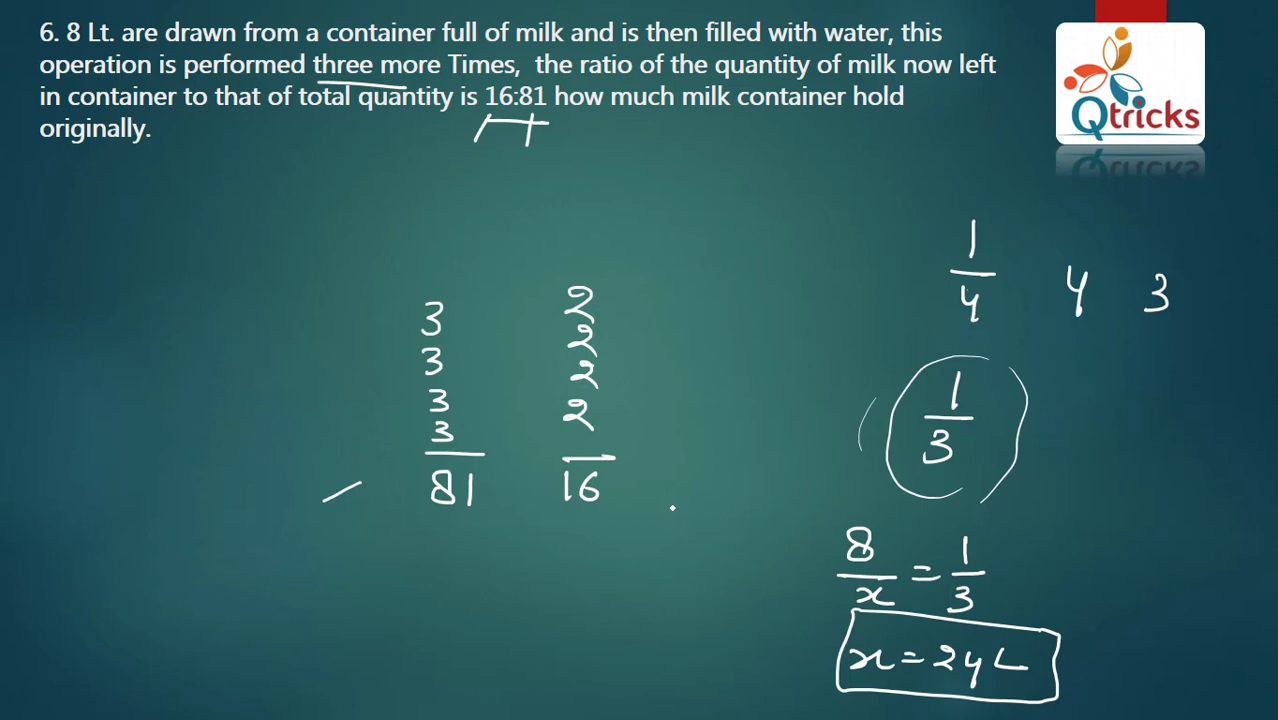 6. 8 Lt. are drawn from a container full of milk and is then filled with water, this
operation is performed three more Times, the ratio of the quantity of milk now left
in container to that of total quantity is 16:81 how much milk container hold
originally.
Qtricks
1
4 4 3
3 2
3 2
3 2
3 2
81 16
1
3
8 = 1
x 3
x = 24 L